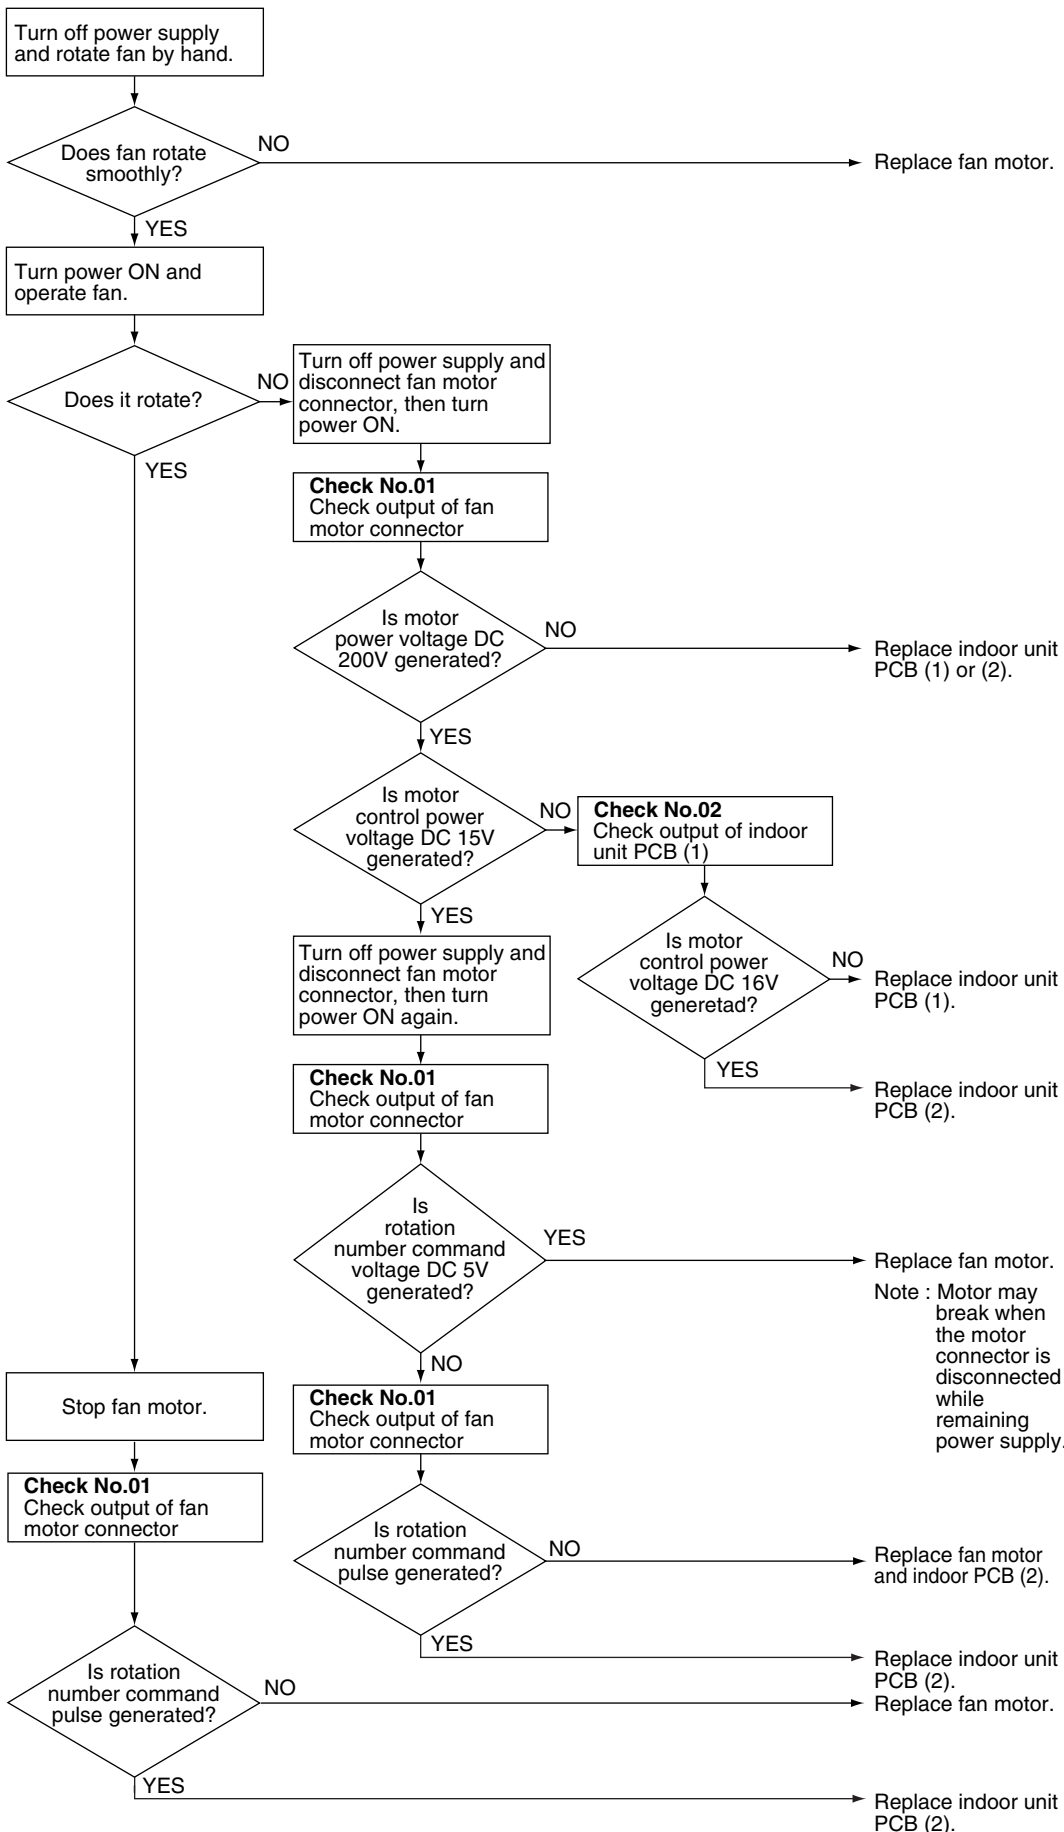 Turn off power supply
and rotate fan by hand.
Does fan rotate
smoothly?
NO
Replace fan motor.
YES
Turn power ON and
operate fan.
Does it rotate?
NO
Turn off power supply and
disconnect fan motor
connector, then turn
power ON.
YES
Check No.01
Check output of fan
motor connector
Is motor
power voltage DC
200V generated?
NO
Replace indoor unit
PCB (1) or (2).
YES
Is motor
control power
voltage DC 15V
generated?
NO
Check No.02
Check output of indoor
unit PCB (1)
YES
Is motor
control power
voltage DC 16V
generetad?
NO
Replace indoor unit
PCB (1).
YES
Replace indoor unit
PCB (2).
Turn off power supply and
disconnect fan motor
connector, then turn
power ON again.
Check No.01
Check output of fan
motor connector
Is
rotation
number command
voltage DC 5V
generated?
YES
Replace fan motor.
Note : Motor may
break when
the motor
connector is
disconnected
while
remaining
power supply.
NO
Check No.01
Check output of fan
motor connector
Is rotation
number command
pulse generated?
NO
Replace fan motor
and indoor PCB (2).
YES
Replace indoor unit
PCB (2).
Stop fan motor.
Check No.01
Check output of fan
motor connector
Is rotation
number command
pulse generated?
NO
Replace fan motor.
YES
Replace indoor unit
PCB (2).